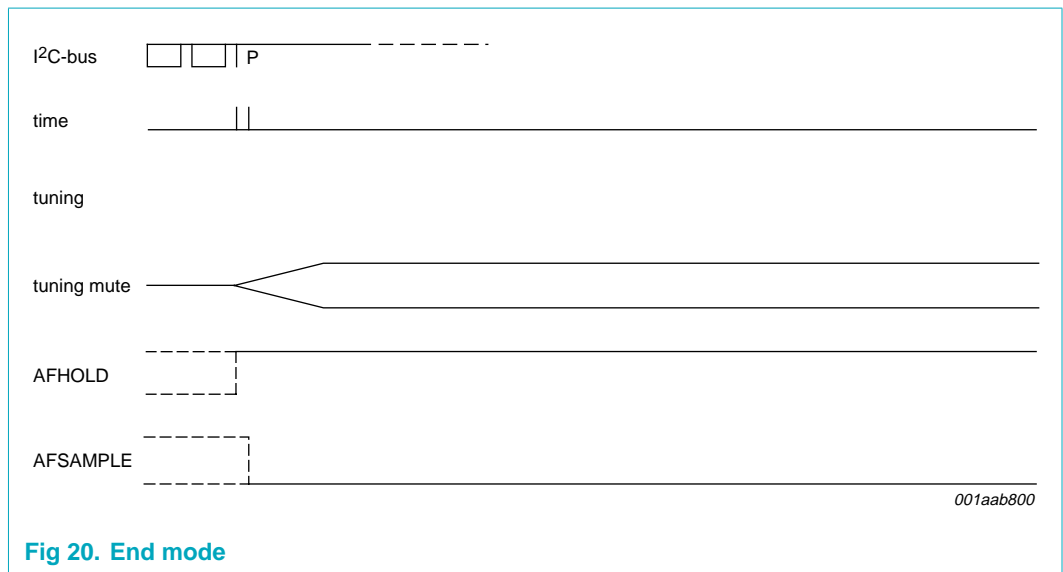 I²C-bus
P
time
tuning
tuning mute
AFHOLD
AFSAMPLE
001aab800
Fig 20. End mode